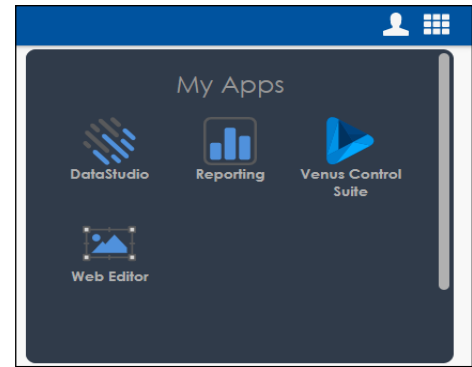 My Apps
DataStudio
Reporting
Venus Control
Suite
Web Editor